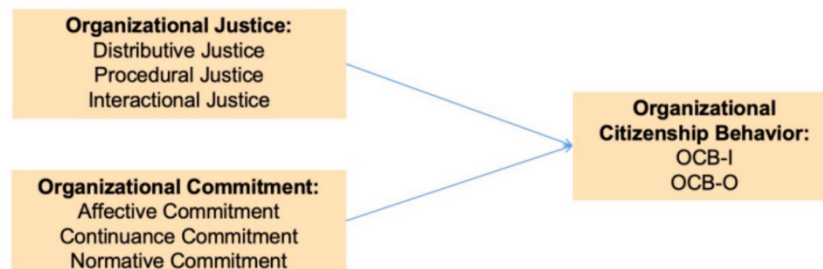 Organizational Justice:
Distributive Justice
Procedural Justice
Interactional Justice
Organizational
Citizenship Behavior:
OCB-I
OCB-O
Organizational Commitment:
Affective Commitment
Continuance Commitment
Normative Commitment